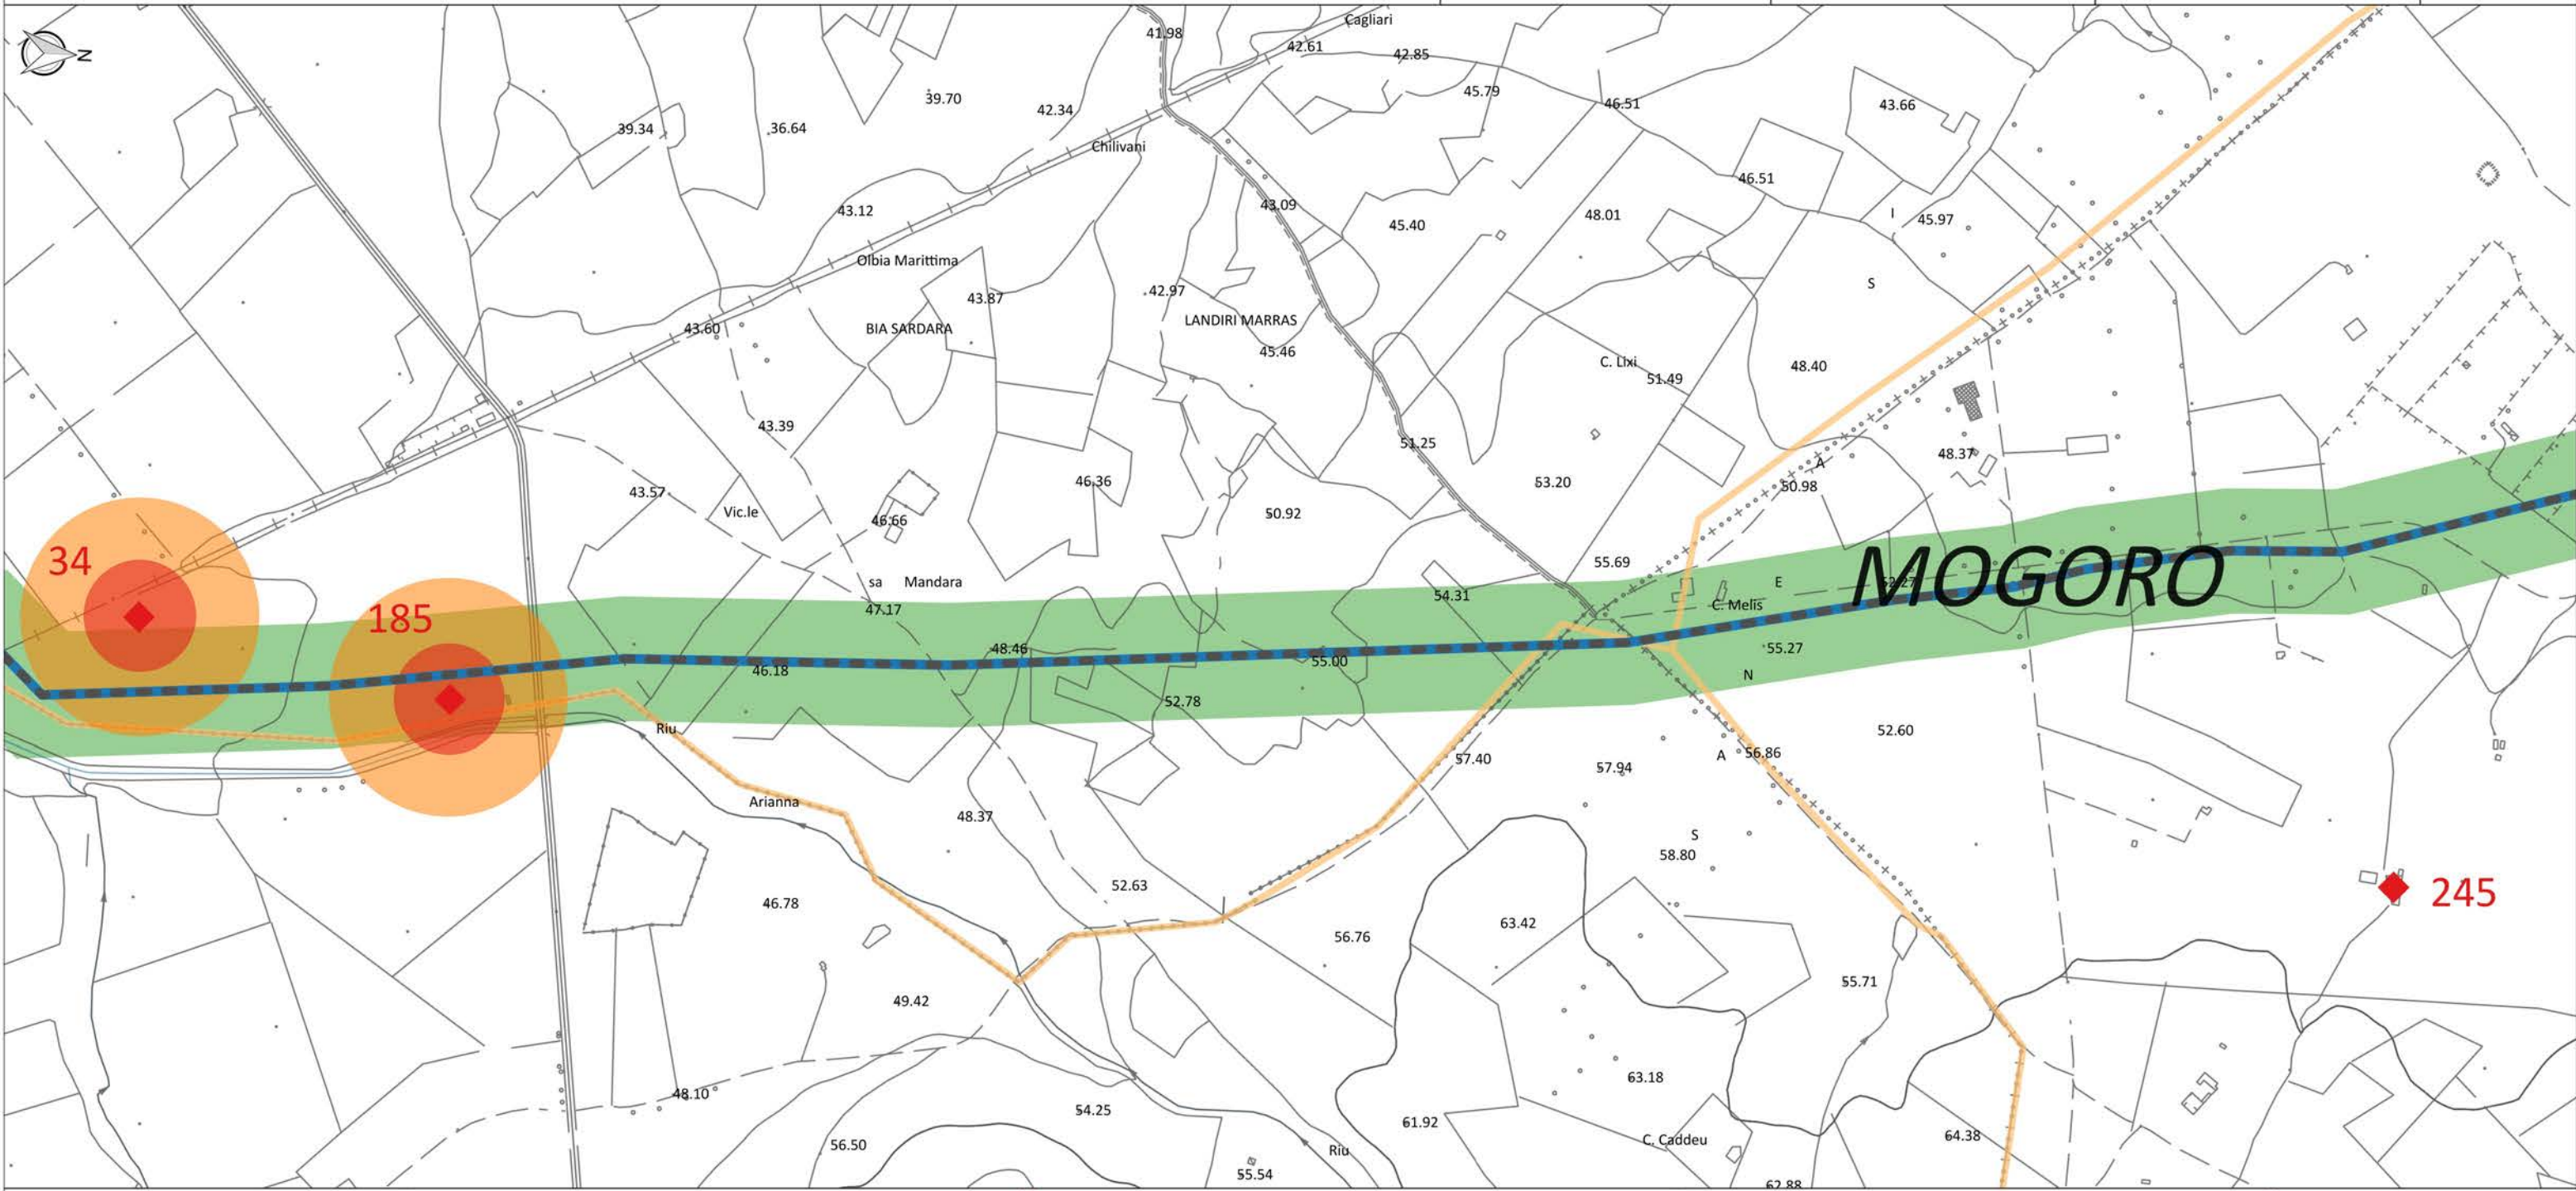 Cagliari
41.98
42.61
42.85
N
45.79
39.70
46.51
43.66
42.34
39.34
36.64
Chilivani
46.51
43.09
43.12
48.01
I
45.97
45.40
Olbia Marittima
S
42.97
43.87
LANDIRI MARRAS
43.60
BIA SARDARA
45.46
C. Lixi
48.40
51.49
43.39
51.25
48.37
A
46.36
53.20
50.98
43.57
Vic.le
50.92
46.66
34
55.69
MOGORO
sa Mandara
E
52.27
54.31
C. Melis
47.17
185
48.46
55.27
55.00
46.18
N
52.78
Riu
52.60
A
56.86
57.40
57.94
Arianna
48.37
S
58.80
52.63
245
46.78
63.42
56.76
55.71
49.42
63.18
48.10
54.25
61.92
64.38
C. Caddeu
56.50
Riu
55.54
62.88